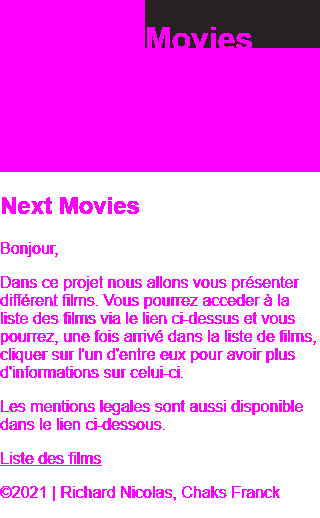 Movies
Next Movies
Bonjour,
Dans ce projet nous allons vous présenter
différent films. Vous pourrez acceder à la
liste des films via le lien ci-dessus et vous
pourrez, une fois arrivé dans la liste de films,
cliquer sur l'un d'entre eux pour avoir plus
d'informations sur celui-ci.
Les mentions legales sont aussi disponible
dans le lien ci-dessous.
Liste des films
©2021 | Richard Nicolas, Chaks Franck